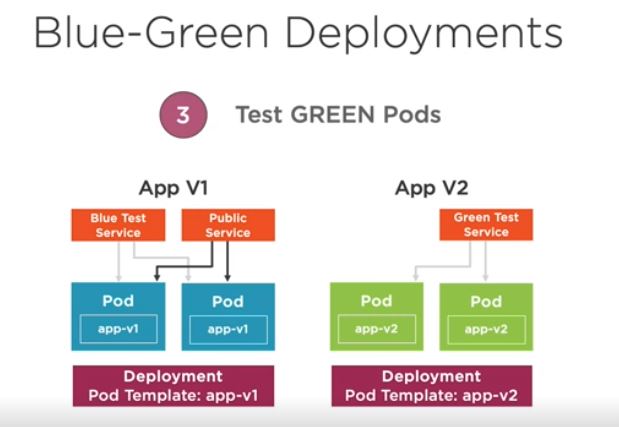 Blue-Green Deployments
3 Test GREEN Pods
App V1
Blue Test
Service
Public
Service
Pod
app-v1
Pod
app-v1
Deployment
Pod Template: app-v1
App V2
Green Test
Service
Pod
app-v2
Pod
app-v2
Deployment
Pod Template: app-v2